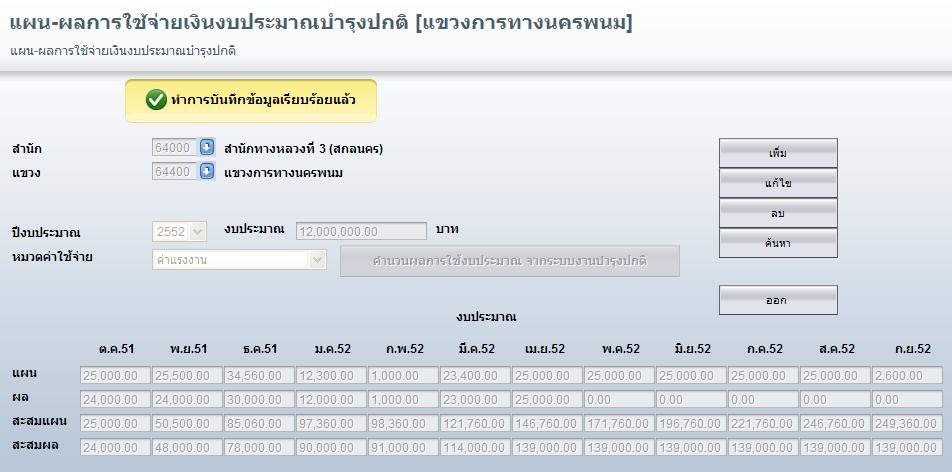 แผน-ผลการใช้จ่ายเงินงบประมาณบำรุงปกติ [แขวงการทางนครพนม]
แผน-ผลการใช้จ่ายเงินงบประมาณบำรุงปกติ
ทำการบันทึกข้อมูลเรียบร้อยแล้ว
สำนัก 64000 สำนักทางหลวงที่ 3 (สกลนคร)
แขวง 64400 แขวงการทางนครพนม
เพิ่ม
แก้ไข
ลบ
ค้นหา
ออก
ปีงบประมาณ 2552 งบประมาณ 12,000,000.00 บาท
หมวดค่าใช้จ่าย ค่าแรงงาน คำนวนผลการใช้งบประมาณ จากระบบงานบำรุงปกติ
งบประมาณ
ต.ค.51 พ.ย.51 ธ.ค.51 ม.ค.52 ก.พ.52 มี.ค.52 เม.ย.52 พ.ค.52 มิ.ย.52 ก.ค.52 ส.ค.52 ก.ย.52
แผน 25,000.00 25,500.00 34,560.00 12,300.00 1,000.00 23,400.00 25,000.00 25,000.00 25,000.00 25,000.00 25,000.00 2,600.00
ผล 24,000.00 24,000.00 30,000.00 12,000.00 1,000.00 23,000.00 25,000.00 0.00 0.00 0.00 0.00 0.00
สะสมแผน 25,000.00 50,500.00 85,060.00 97,360.00 98,360.00 121,760.00 146,760.00 171,760.00 196,760.00 221,760.00 246,760.00 249,360.00
สะสมผล 24,000.00 48,000.00 78,000.00 90,000.00 91,000.00 114,000.00 139,000.00 139,000.00 139,000.00 139,000.00 139,000.00 139,000.00